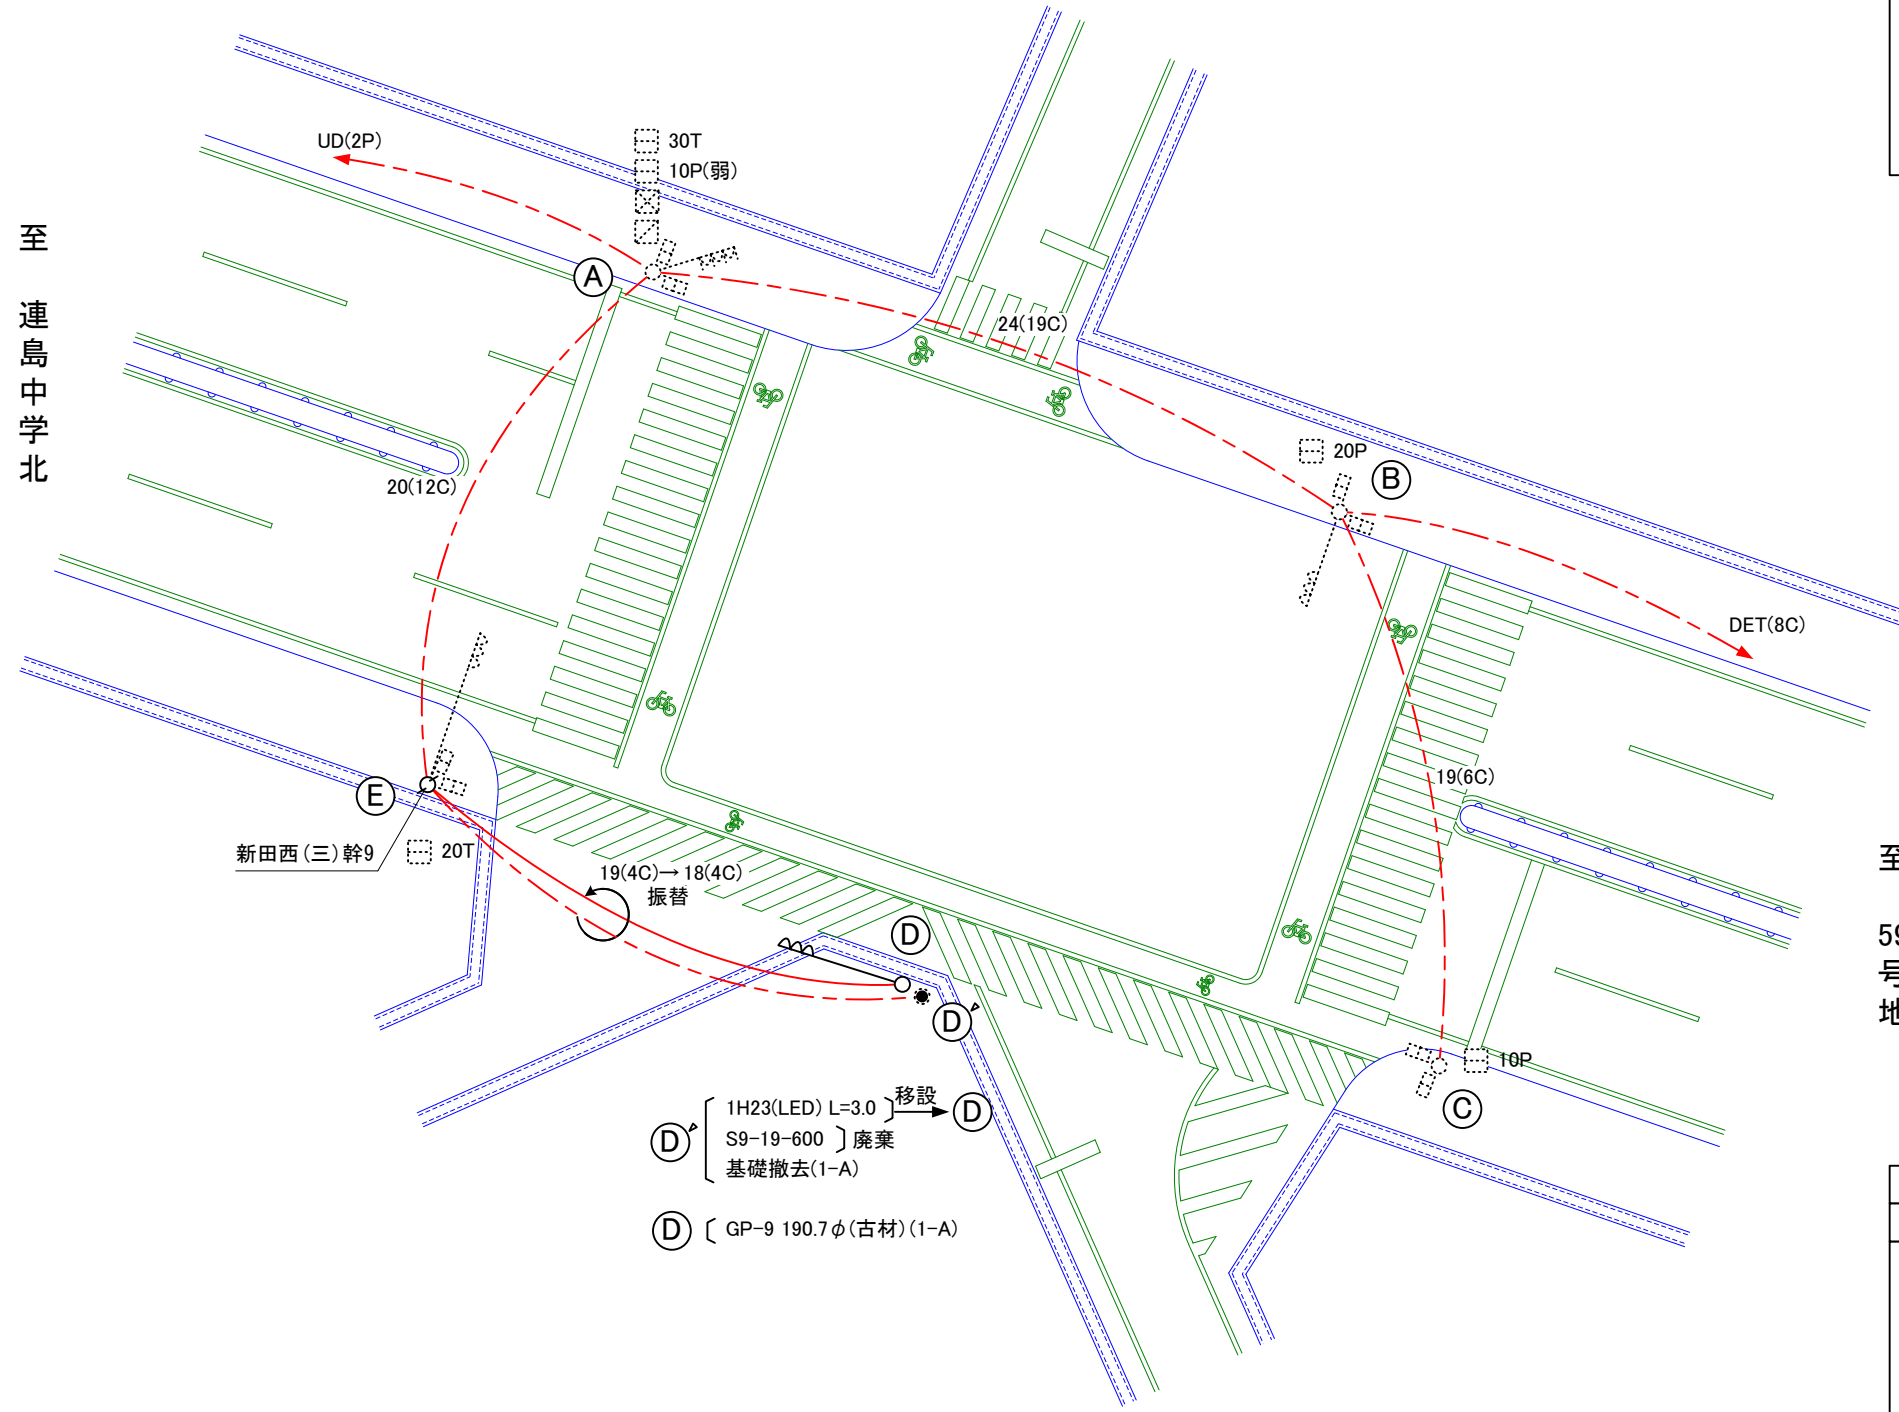 UD(2P)
30T
10P(弱)
至 連島中学北
A
24(19C)
20(12C)
20P
B
DET(8C)
19(6C)
E
新田西(三)幹9
20T
19(4C)→18(4C)
振替
D
D'
至 59号
10P
C
D'
1H23(LED) L=3.0
移設
D
S9-19-600
廃棄
基礎撤去(1-A)
D
GP-9 190.7φ(古材)(1-A)